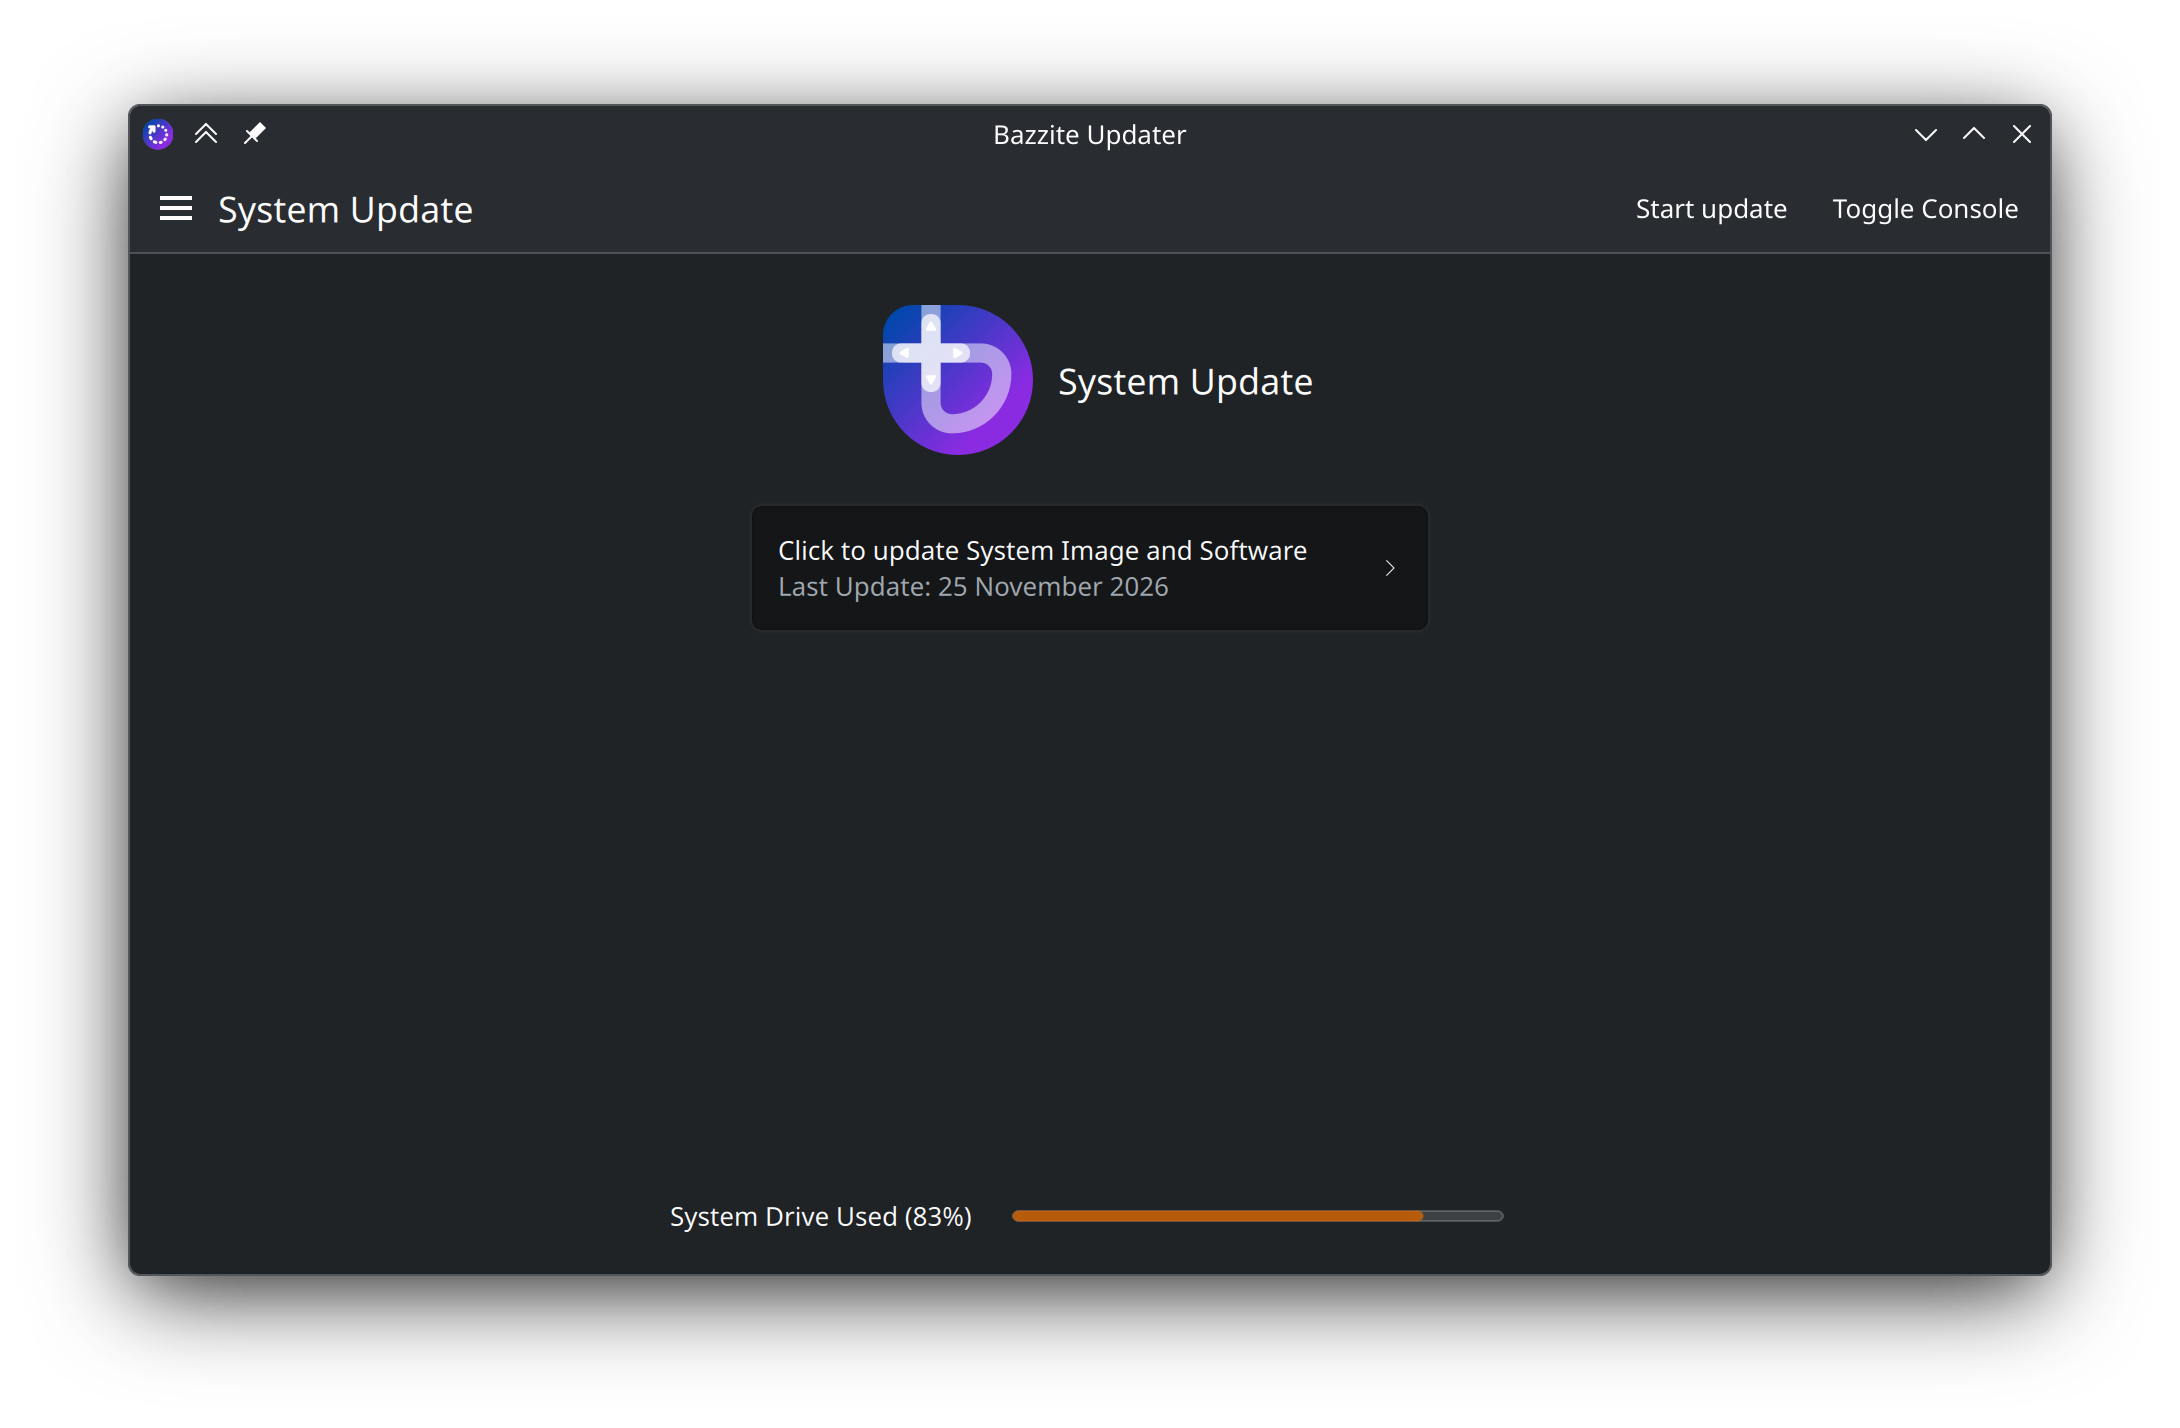 Bazzite Updater
System Update
Start update
Toggle Console
System Update
Click to update System Image and Software
Last Update: 25 November 2026
System Drive Used (83%)